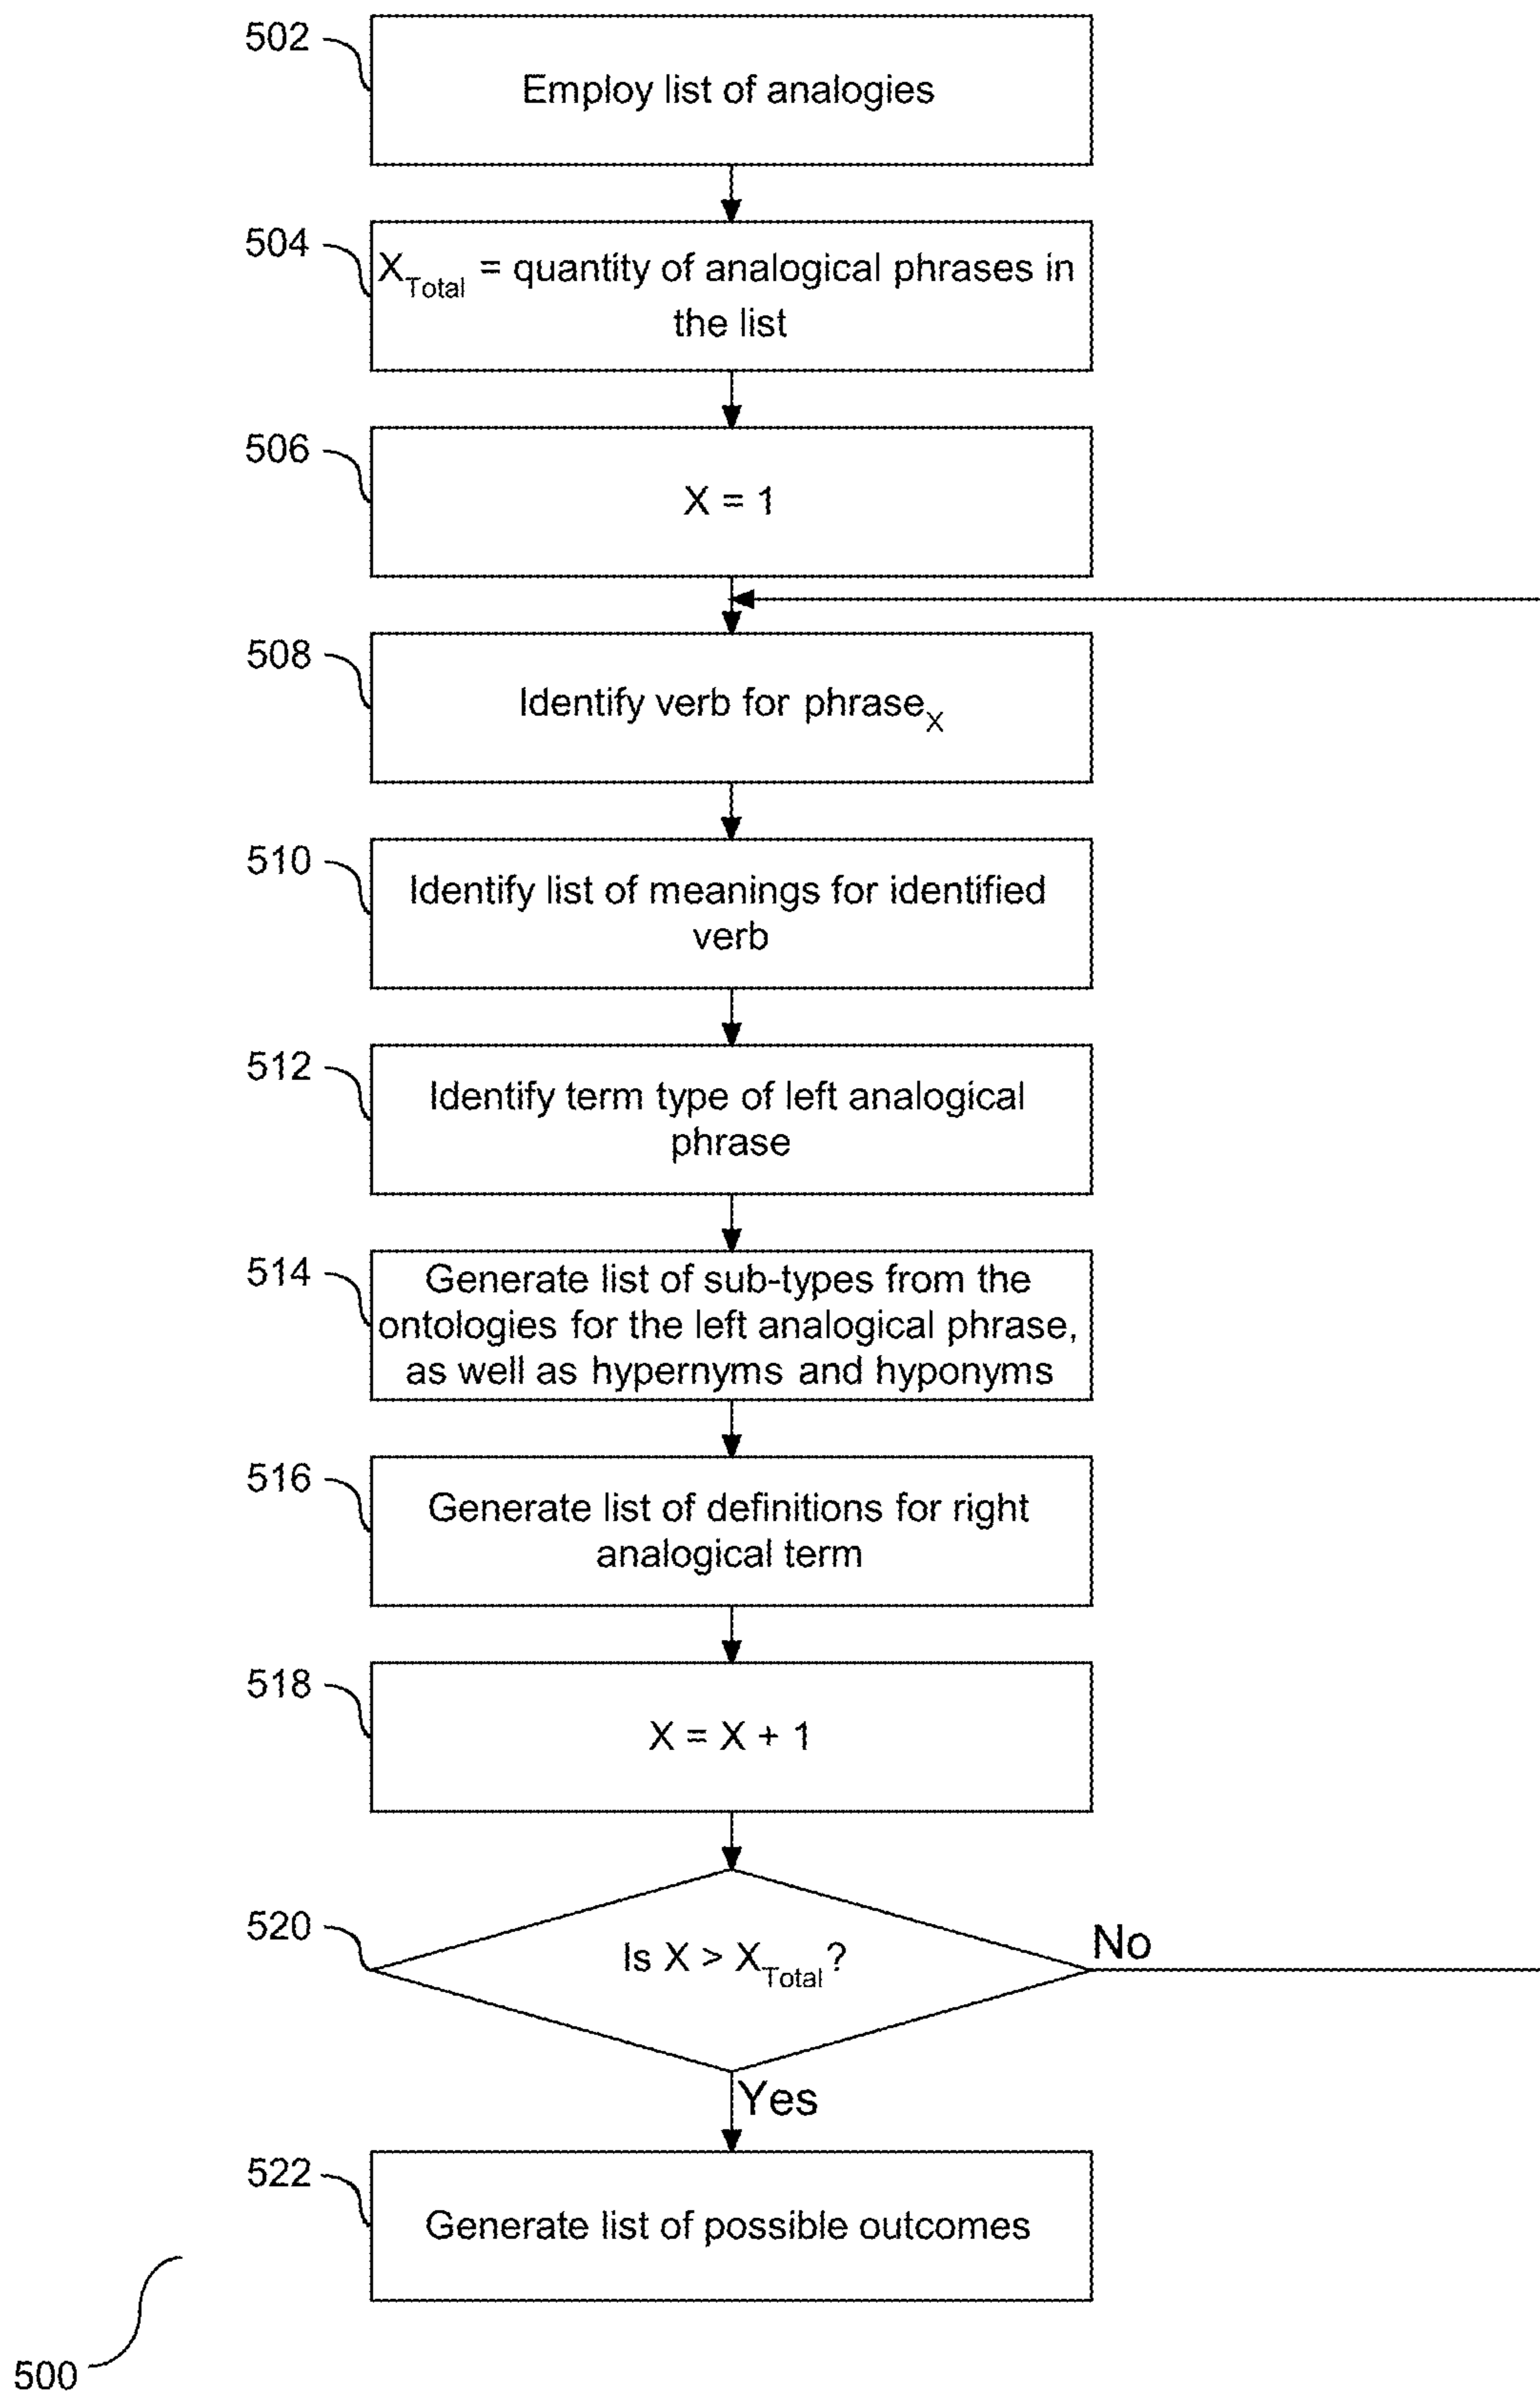 502
Employ list of analogies
504
X_Total = quantity of analogical phrases in
the list
506
X = 1
508
Identify verb for phrase_X
510
Identify list of meanings for identified
verb
512
Identify term type of left analogical
phrase
514
Generate list of sub-types from the
ontologies for the left analogical phrase,
as well as hypernyms and hyponyms
516
Generate list of definitions for right
analogical term
518
X = X + 1
520
Is X > X_Total?
No
Yes
522
Generate list of possible outcomes
500